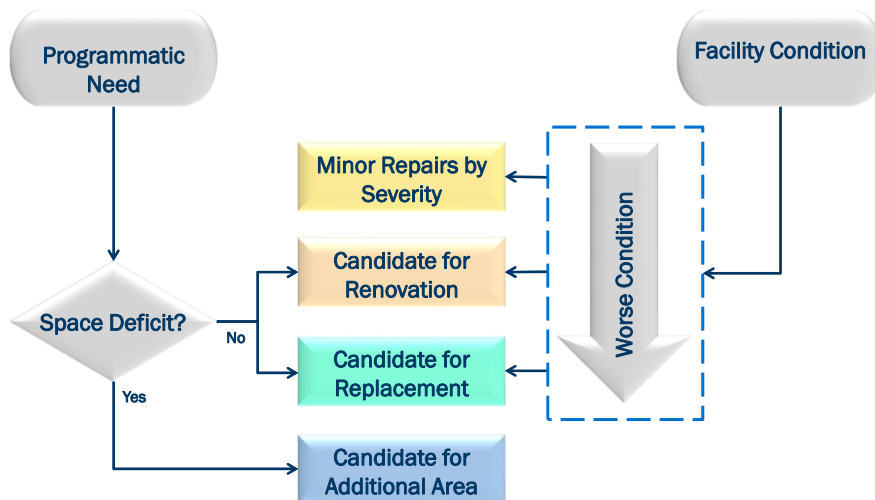 Programmatic
Need
Facility Condition
Minor Repairs by
Severity
Candidate for
Renovation
Worse Condition
Space Deficit?
No
Candidate for
Replacement
Yes
Candidate for
Additional Area